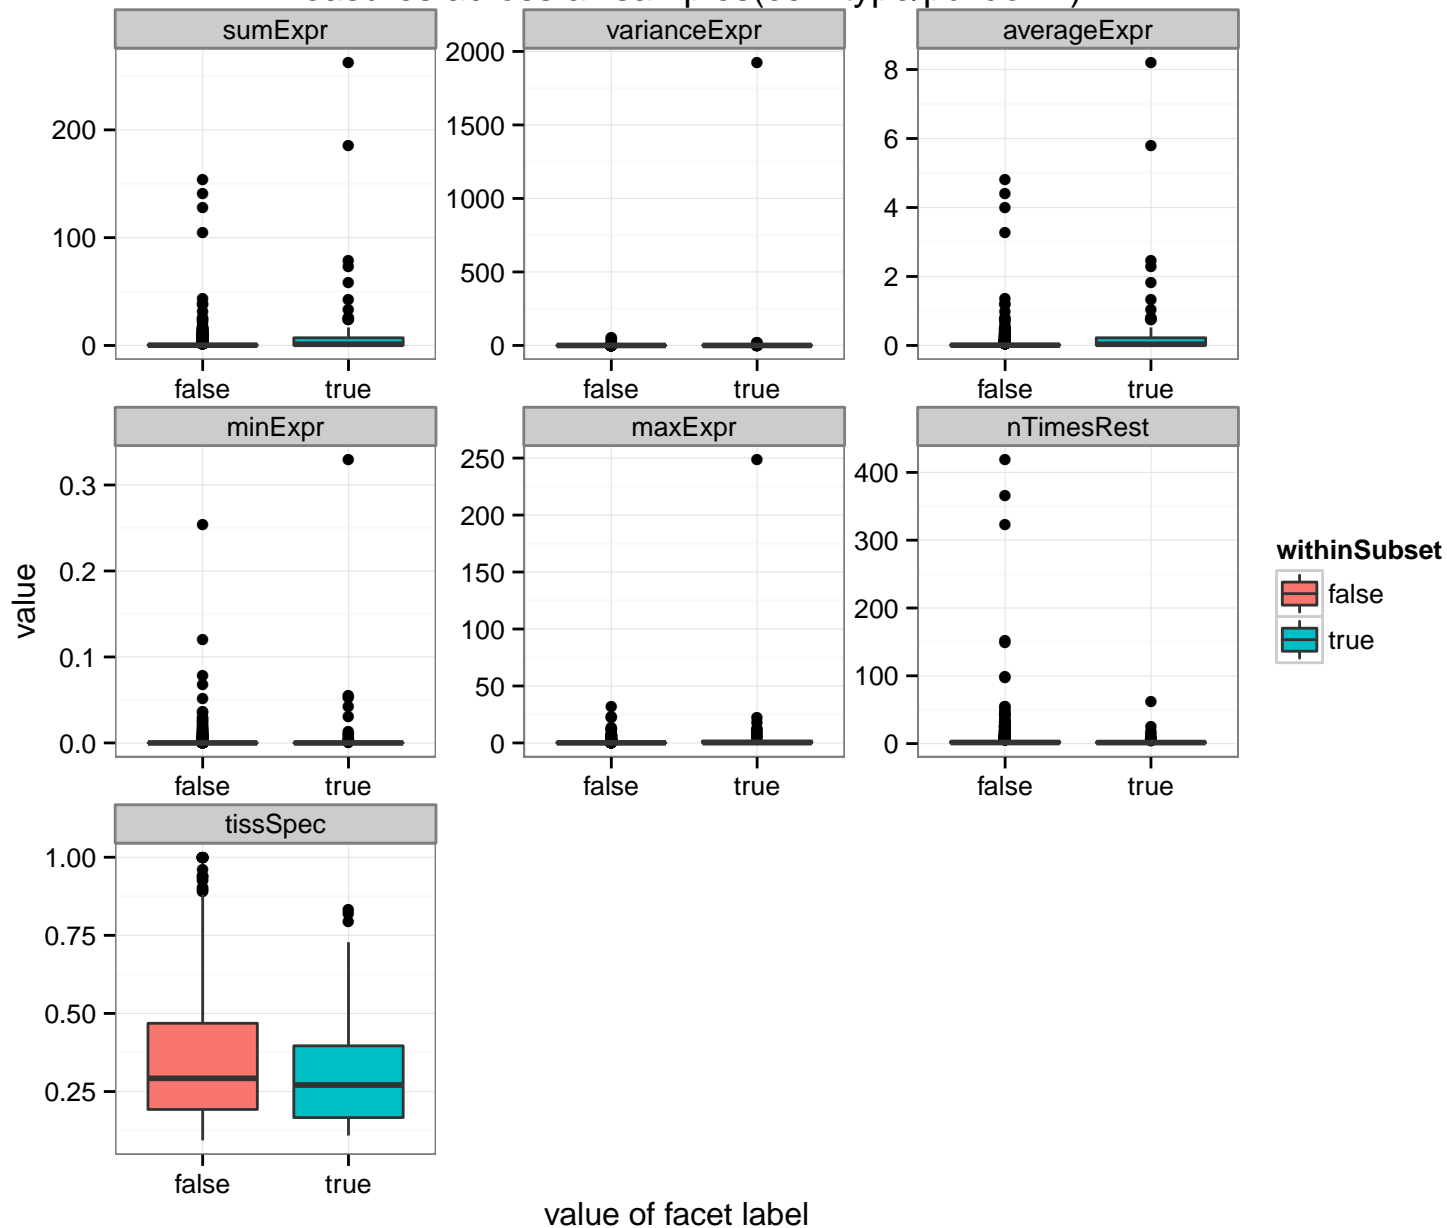 sumExpr varianceExpr averageExpr
200
100
0
false true
2000
1500
1000
500
0
false true
8
6
4
2
0
false true
minExpr maxExpr nTimesRest
0.3
0.2
0.1
0.0
false true
250
200
150
100
50
0
false true
400
300
200
100
0
false true
tissSpec
1.00
0.75
0.50
0.25
false true
value
value of facet label
withinSubset
false
true